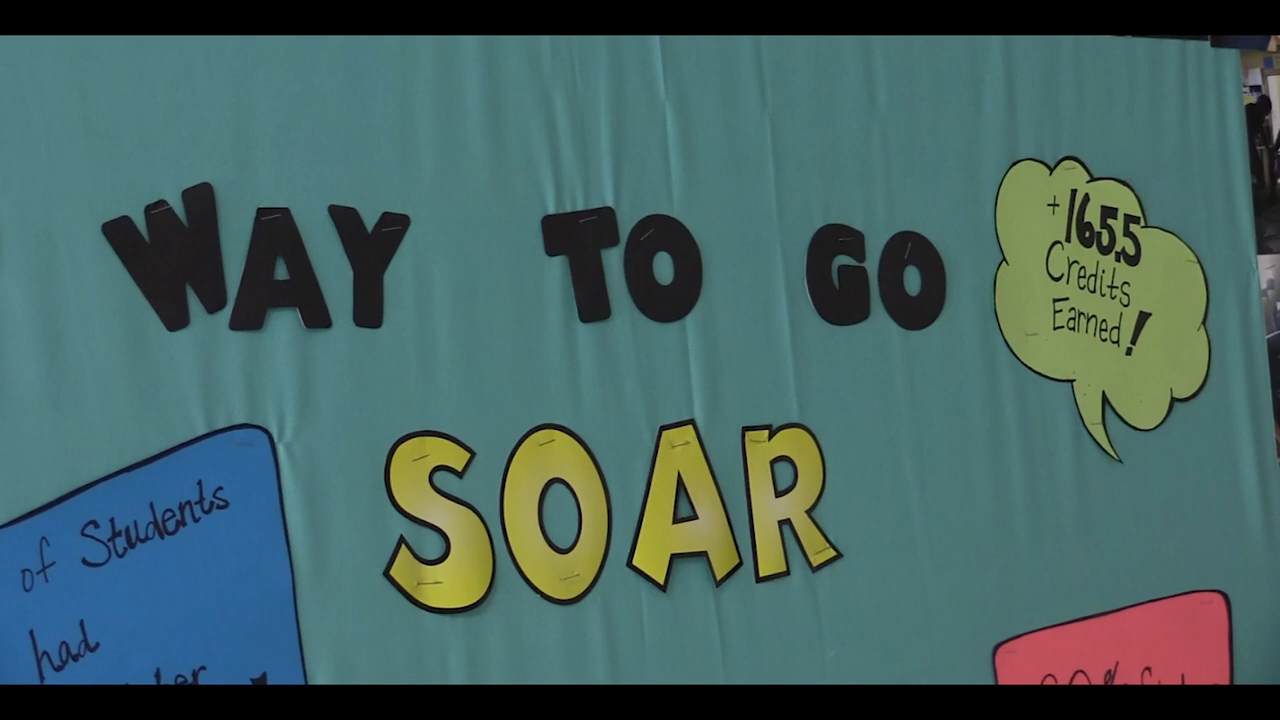 WAY TO GO
+165.5
Credits
Earned!
SOAR
of Students
had